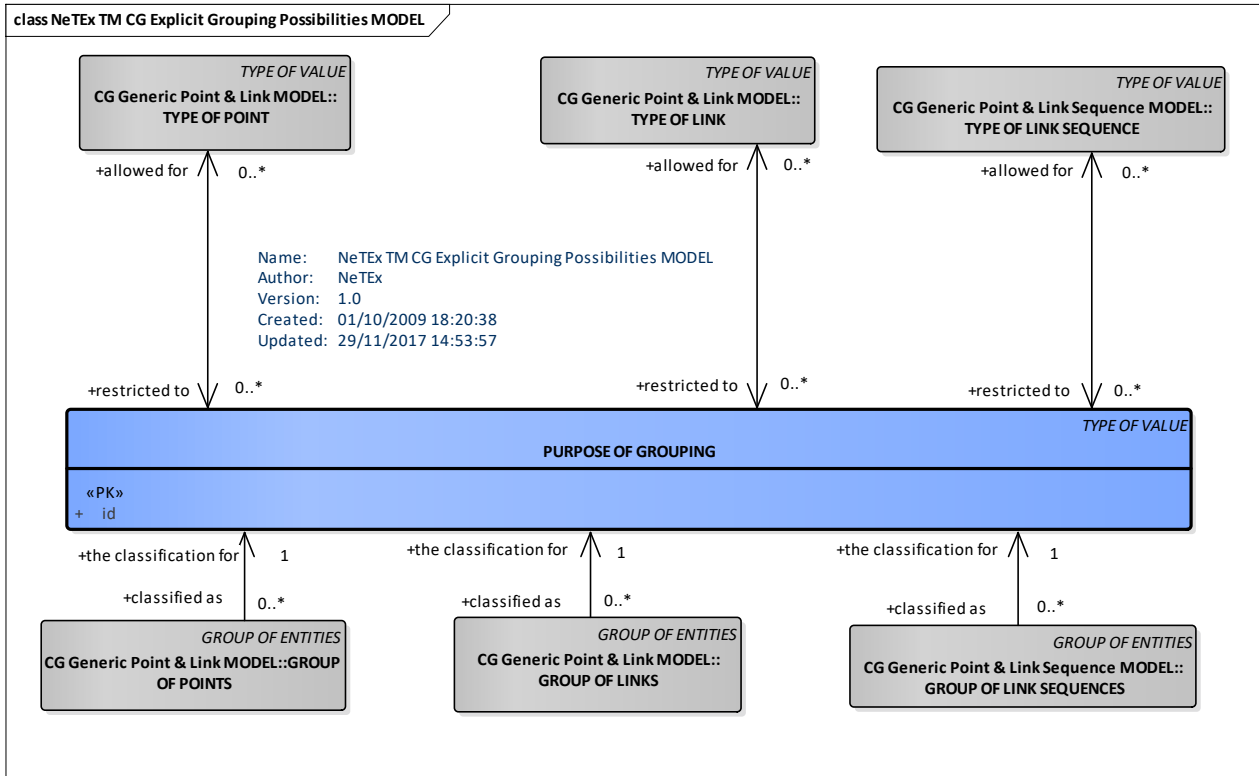 class NeTEx TM CG Explicit Grouping Possibilities MODEL
TYPE OF VALUE
CG Generic Point & Link MODEL::
TYPE OF POINT
TYPE OF VALUE
CG Generic Point & Link MODEL::
TYPE OF LINK
TYPE OF VALUE
CG Generic Point & Link Sequence MODEL::
TYPE OF LINK SEQUENCE
+allowed for 0..*
+allowed for 0..*
+allowed for 0..*
Name: NeTEx TM CG Explicit Grouping Possibilities MODEL
Author: NeTEx
Version: 1.0
Created: 01/10/2009 18:20:38
Updated: 29/11/2017 14:53:57
+restricted to 0..*
+restricted to 0..*
+restricted to 0..*
TYPE OF VALUE
PURPOSE OF GROUPING
«PK»
+ id
+the classification for 1
+the classification for 1
+the classification for 1
+classified as 0..*
+classified as 0..*
+classified as 0..*
GROUP OF ENTITIES
CG Generic Point & Link MODEL::GROUP
OF POINTS
GROUP OF ENTITIES
CG Generic Point & Link MODEL::
GROUP OF LINKS
GROUP OF ENTITIES
CG Generic Point & Link Sequence MODEL::
GROUP OF LINK SEQUENCES